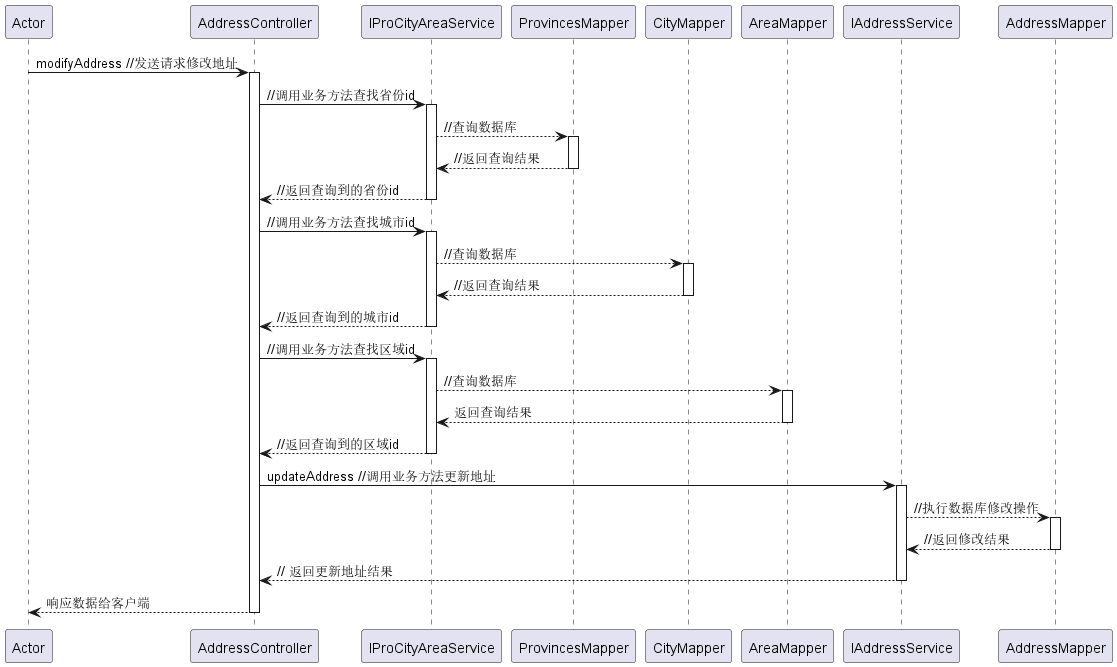 Actor AddressController IProCityAreaService ProvincesMapper CityMapper AreaMapper IAddressService AddressMapper
modifyAddress //发送请求修改地址
//调用业务方法查找省份id
//查询数据库
//返回查询结果
//返回查询到的省份id
//调用业务方法查找城市id
//查询数据库
//返回查询结果
//返回查询到的城市id
//调用业务方法查找区域id
//查询数据库
返回查询结果
//返回查询到的区域id
updateAddress //调用业务方法更新地址
//执行数据库修改操作
//返回修改结果
// 返回更新地址结果
响应数据给客户端
Actor AddressController IProCityAreaService ProvincesMapper CityMapper AreaMapper IAddressService AddressMapper